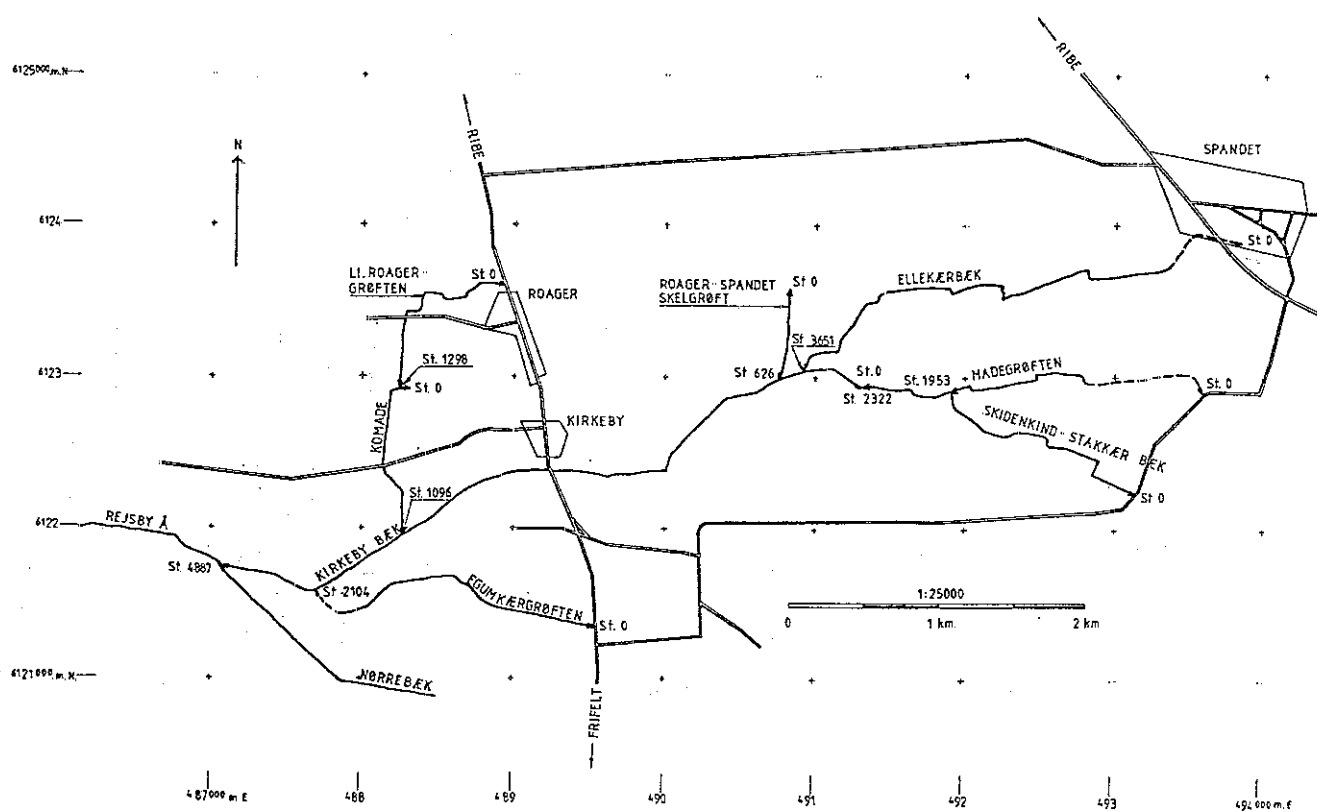 6125000 m.N
RIBE
RIBE
N
SPANDET
6124
St 0
St 0
LI. ROAGER-
GRØFTEN
ROAGER
ROAGER-SPANDET
SKELGRØFT
St 0
ELLEKÆRBÆK
St. 3651
St. 1298
6123
St. 0
St 626
St.0
St. 1953
HADEGRØFTEN
St. 0
St. 2322
KOMADE
KIRKEBY
SKIDENKIND-STAKKÆR BÆK
St 0
St. 1096
6122
REJSBY Å
KIRKEBY BÆK
St. 4887
St. 2104
EGUMKÆRGRØFTEN
St. 0
1:25000
0
1 km.
2 km
6121000 m.N.
NØRREBÆK
FRIFELT
487000 m E
488
489
490
491
492
493
494000 m.E